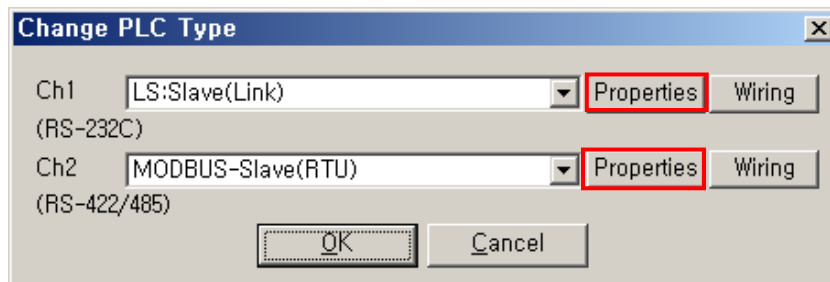 Change PLC Type
Ch1 LS:Slave(Link) Properties Wiring
(RS-232C)
Ch2 MODBUS-Slave(RTU) Properties Wiring
(RS-422/485)
OK Cancel